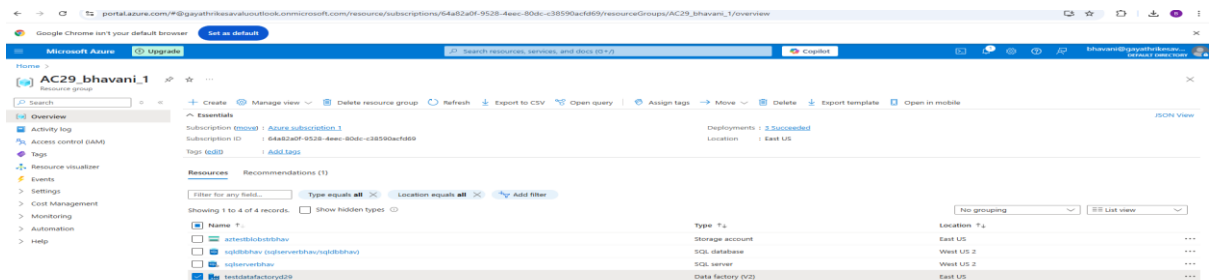 portal.azure.com/#@gayathrikesavaluoutlook.onmicrosoft.com/resource/subscriptions/64a82a0f-9528-4eec-80dc-c38590acfd69/resourceGroups/AC29_bhavani_1/overview
Google Chrome isn't your default browser Set as default
Microsoft Azure Upgrade Search resources, services, and docs (G+/) Copilot bhavani@gayathrikesav...
DEFAULT DIRECTORY
Home >
AC29_bhavani_1
Resource group
Search
+ Create Manage view Delete resource group Refresh Export to CSV Open query Assign tags Move Delete Export template Open in mobile
Overview
Essentials JSON View
Activity log
Subscription (move) : Azure subscription 1 Deployments : 3 Succeeded
Access control (IAM)
Subscription ID : 64a82a0f-9528-4eec-80dc-c38590acfd69 Location : East US
Tags
Tags (edit) : Add tags
Resource visualizer
Events
Resources Recommendations (1)
Settings
Filter for any field... Type equals all Location equals all Add filter
Cost Management
Showing 1 to 4 of 4 records. Show hidden types No grouping List view
Monitoring
Automation
Name Type Location
Help
aztestblobstrbhav Storage account East US
sqldbbhav (sqlserverbhav/sqldbbhav) SQL database West US 2
sqlserverbhav SQL server West US 2
testdatafactoryd29 Data factory (V2) East US